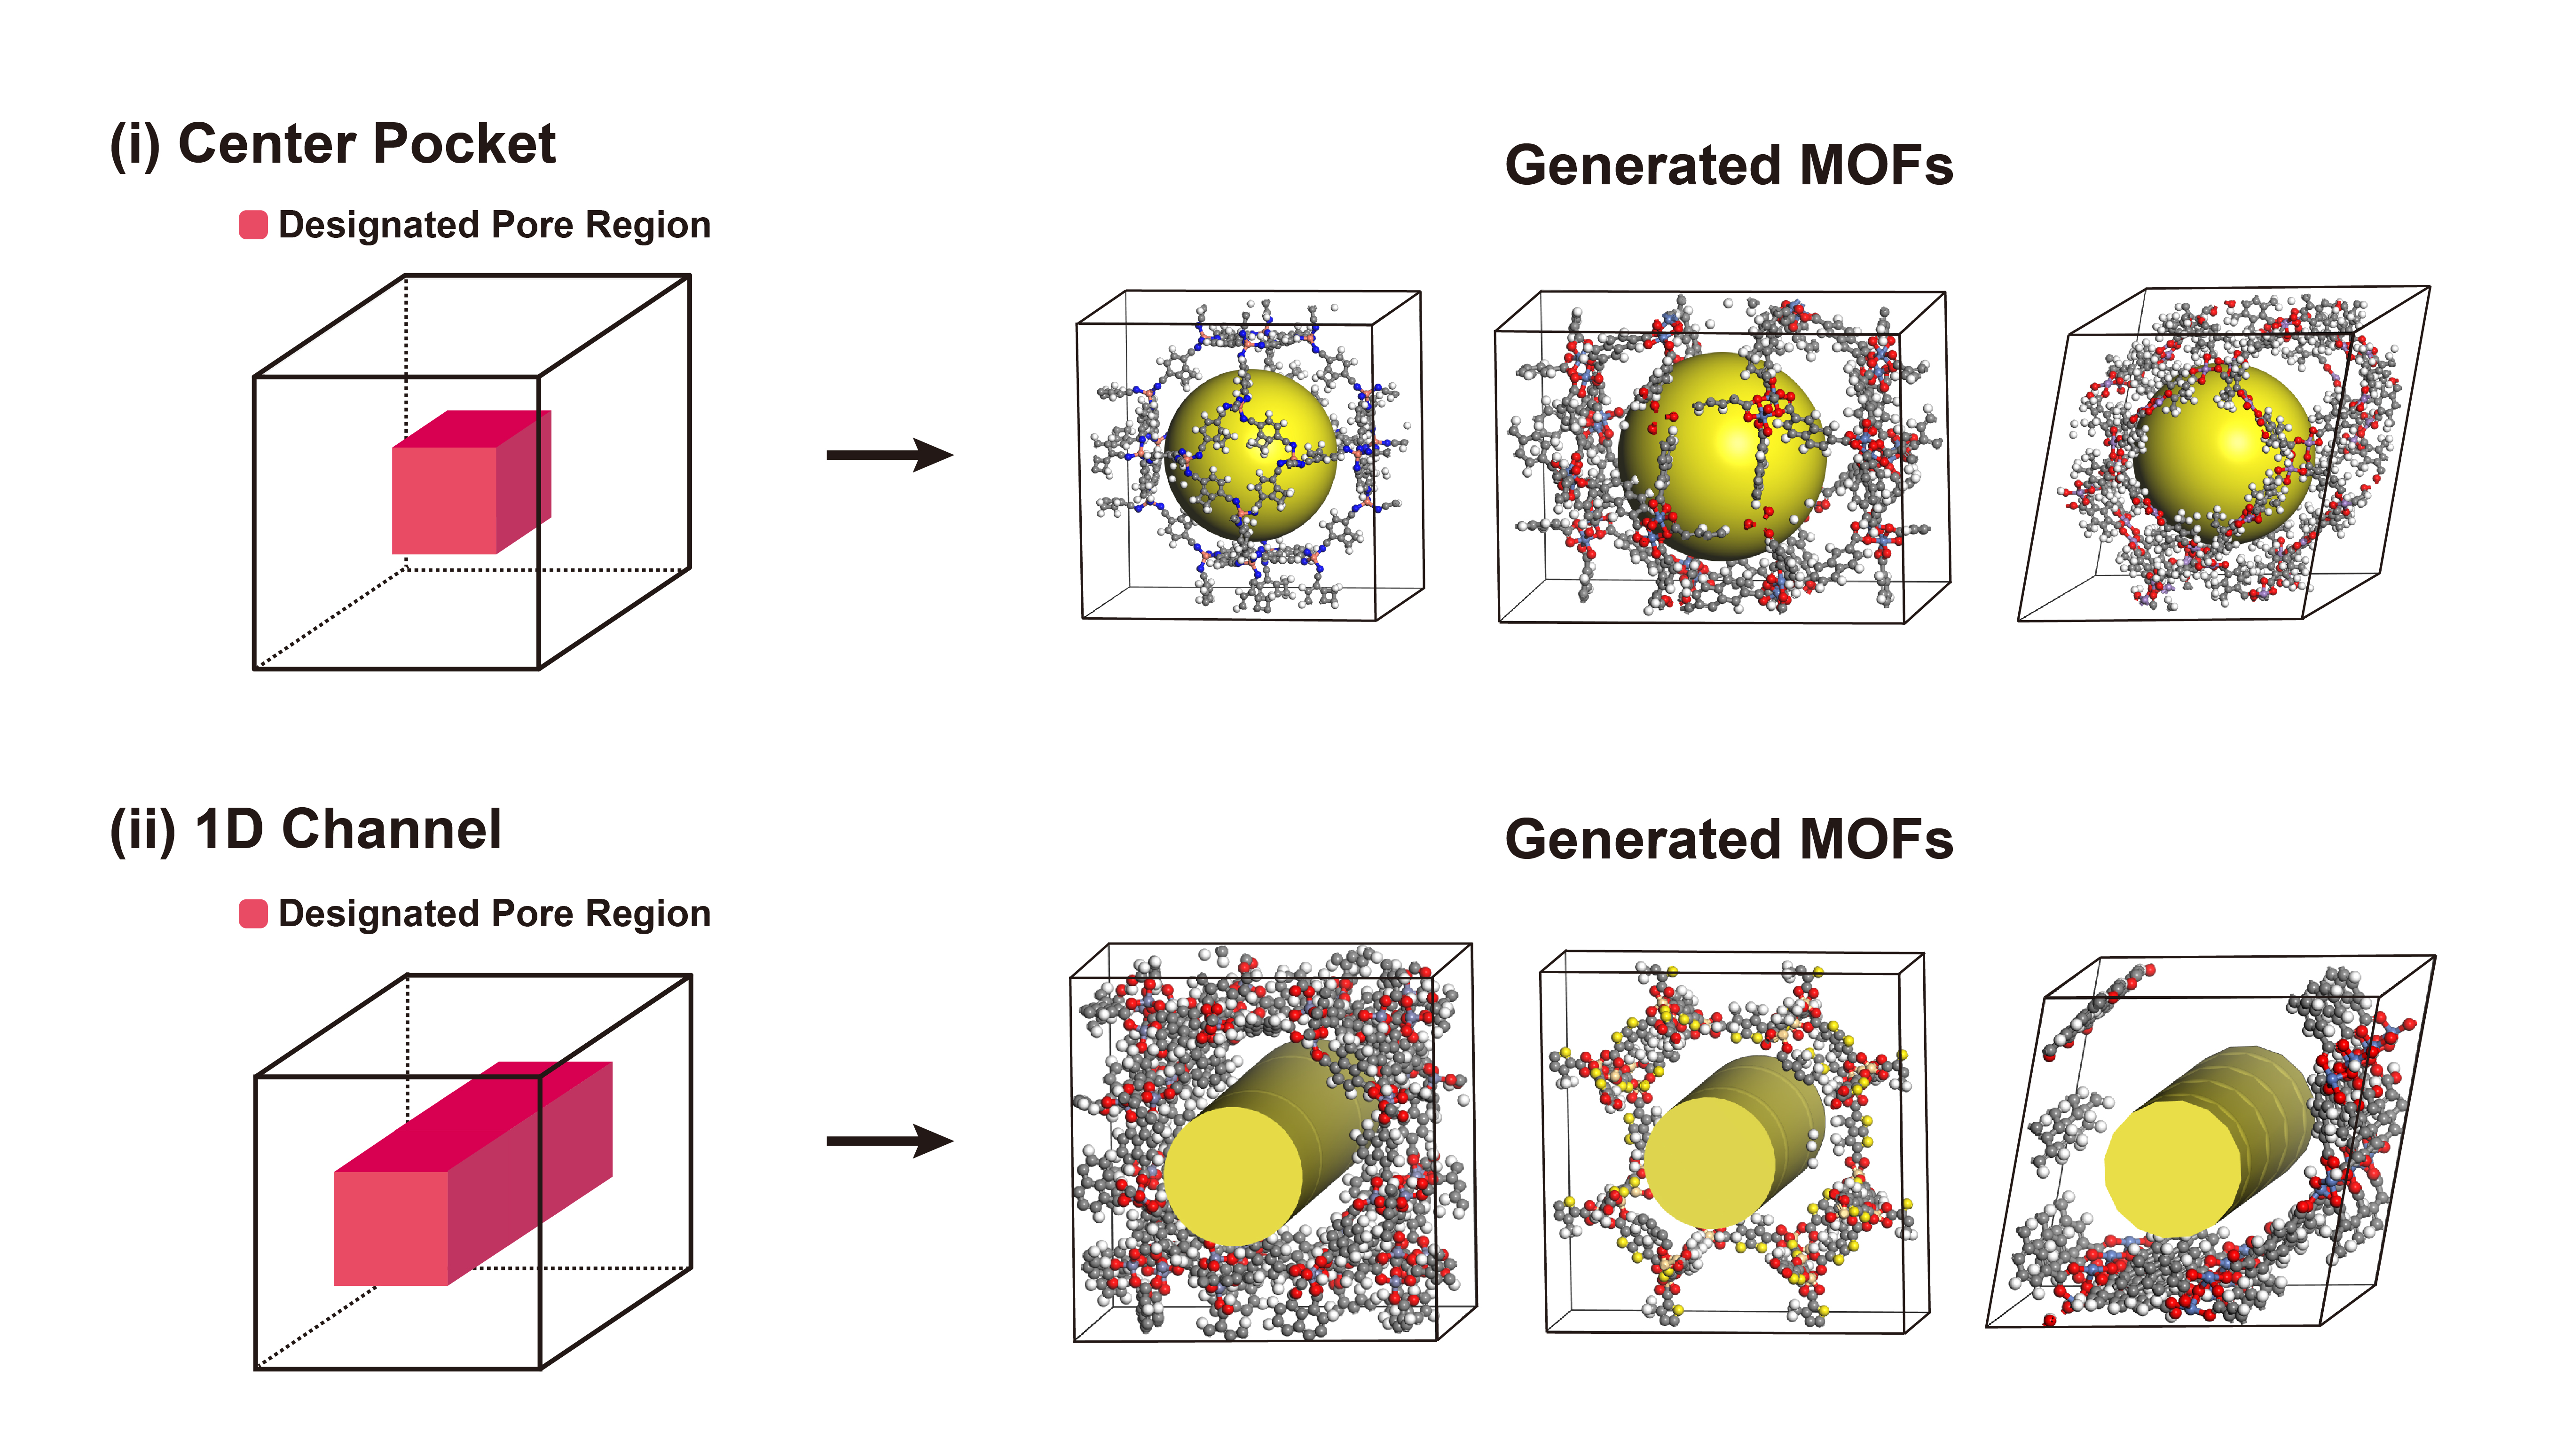 (i) Center Pocket
Generated MOFs
Designated Pore Region
(ii) 1D Channel
Generated MOFs
Designated Pore Region